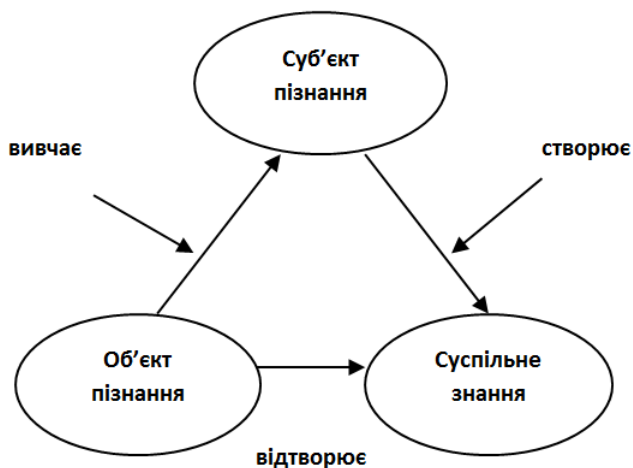 Суб’єкт
пізнання
вивчає
створює
Об’єкт
пізнання
Суспільне
знання
відтворює